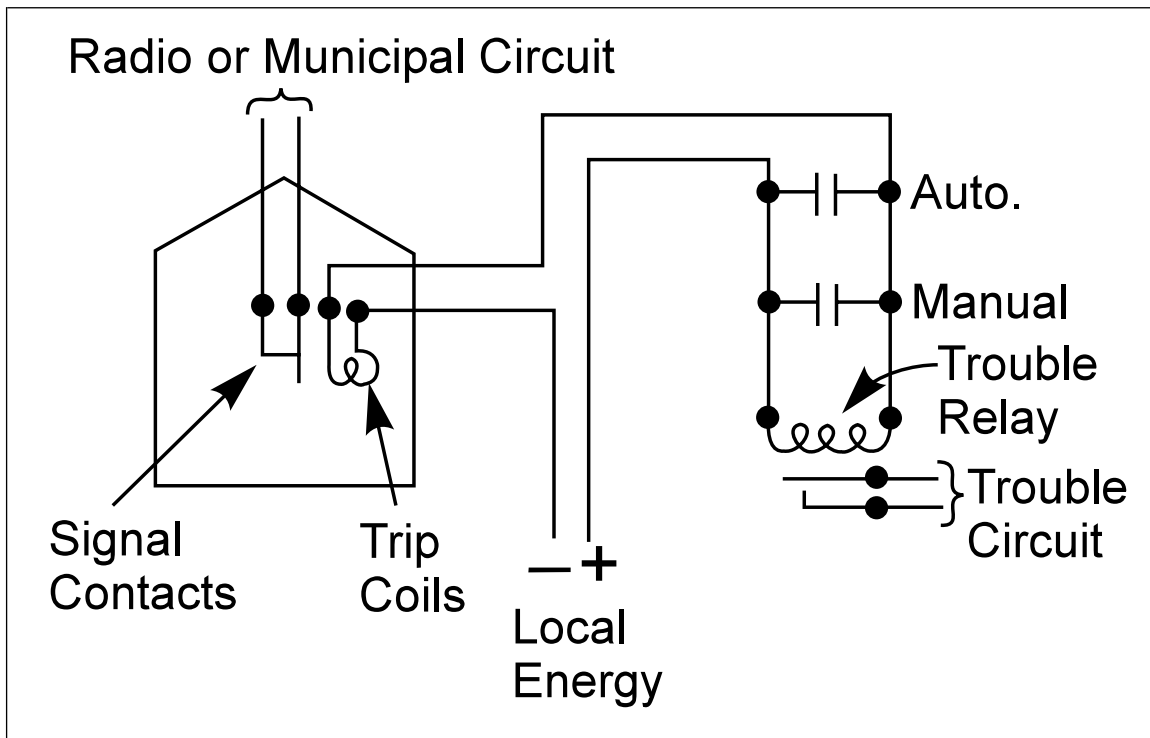 Radio or Municipal Circuit
Auto.
Manual
Trouble
Relay
Trouble
Circuit
Signal
Contacts
Trip
Coils
– +
Local
Energy